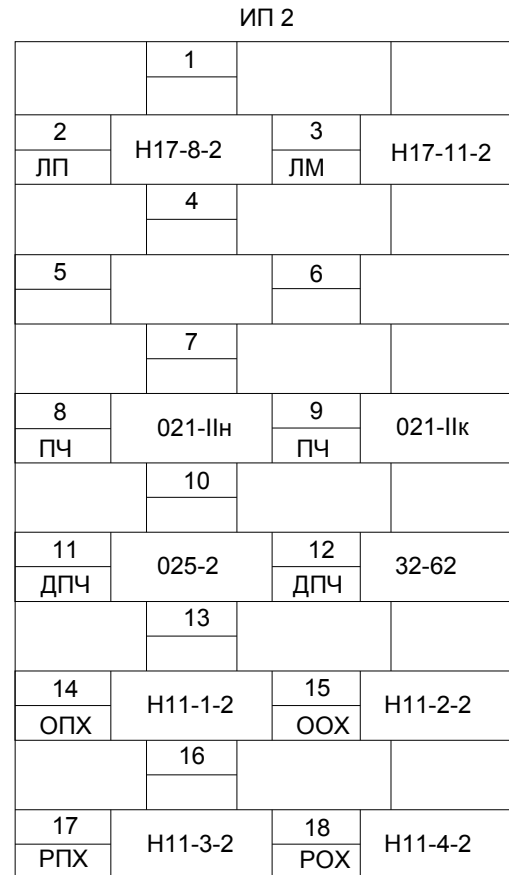 ИП 2
1
2 Н17-8-2 3 Н17-11-2
ЛП ЛМ
4
5 6
7
8 021-IIн 9 021-IIк
ПЧ ПЧ
10
11 025-2 12 32-62
ДПЧ ДПЧ
13
14 Н11-1-2 15 Н11-2-2
ОПХ ООХ
16
17 Н11-3-2 18 Н11-4-2
РПХ РОХ